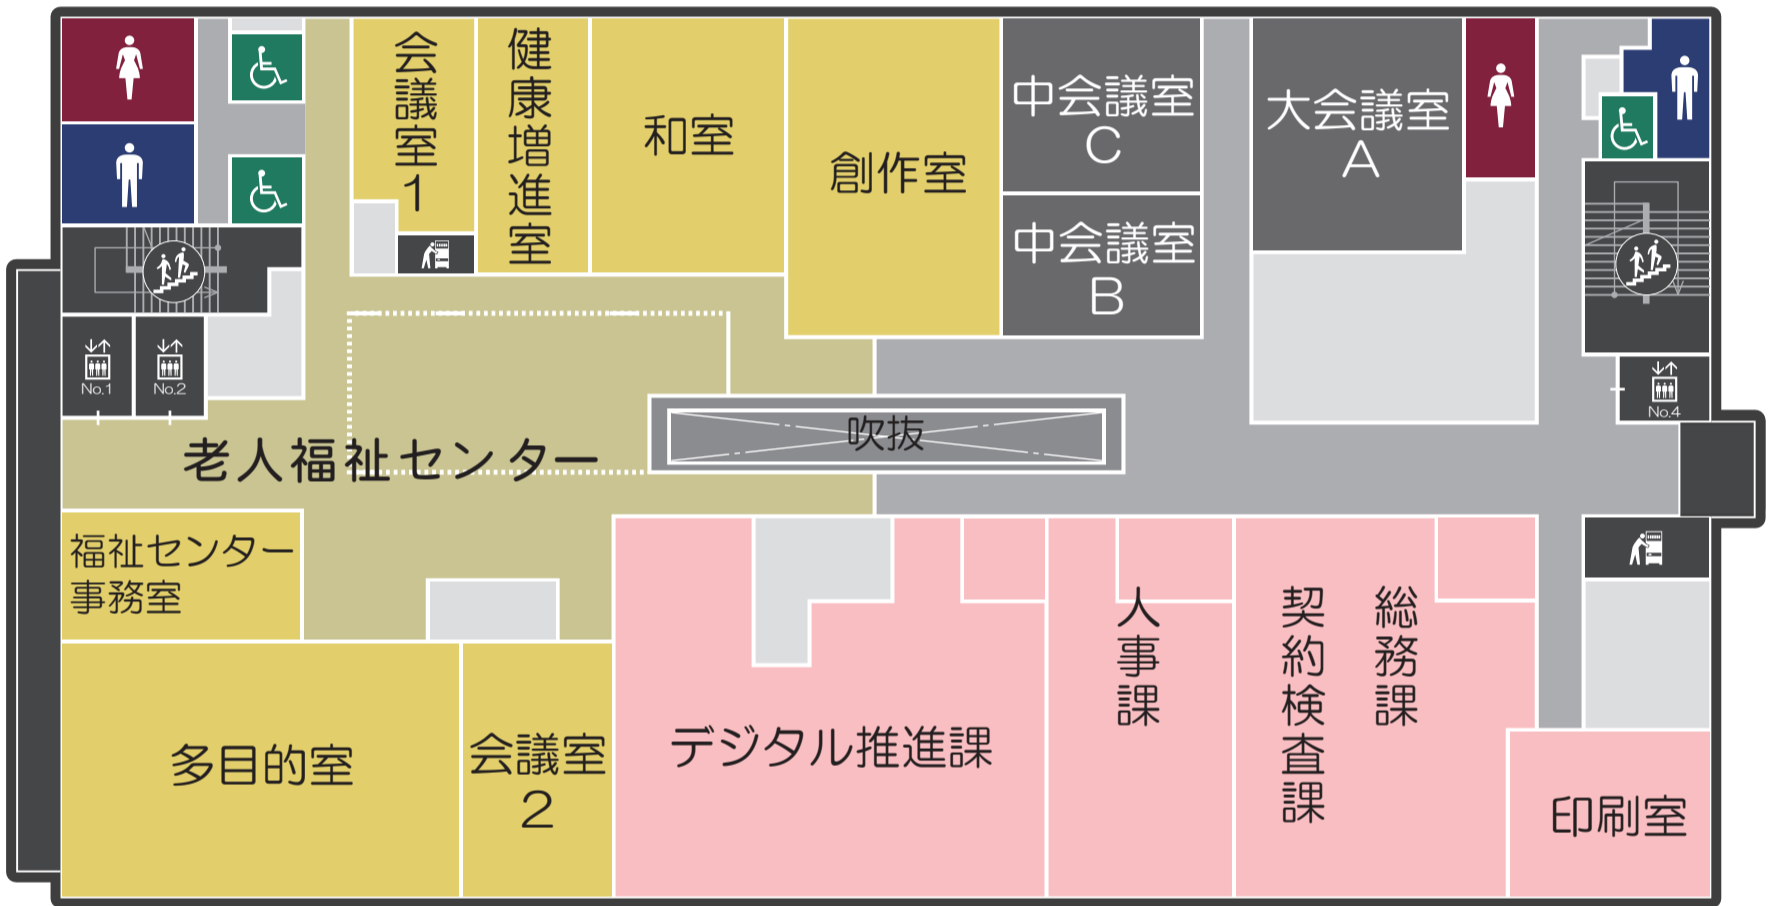 会議室1
健康増進室
和室
創作室
中会議室
C
中会議室
B
大会議室
A
No.1
No.2
No.4
吹抜
老人福祉センター
福祉センター
事務室
多目的室
会議室
2
デジタル推進課
人事課
総務課
契約検査課
印刷室